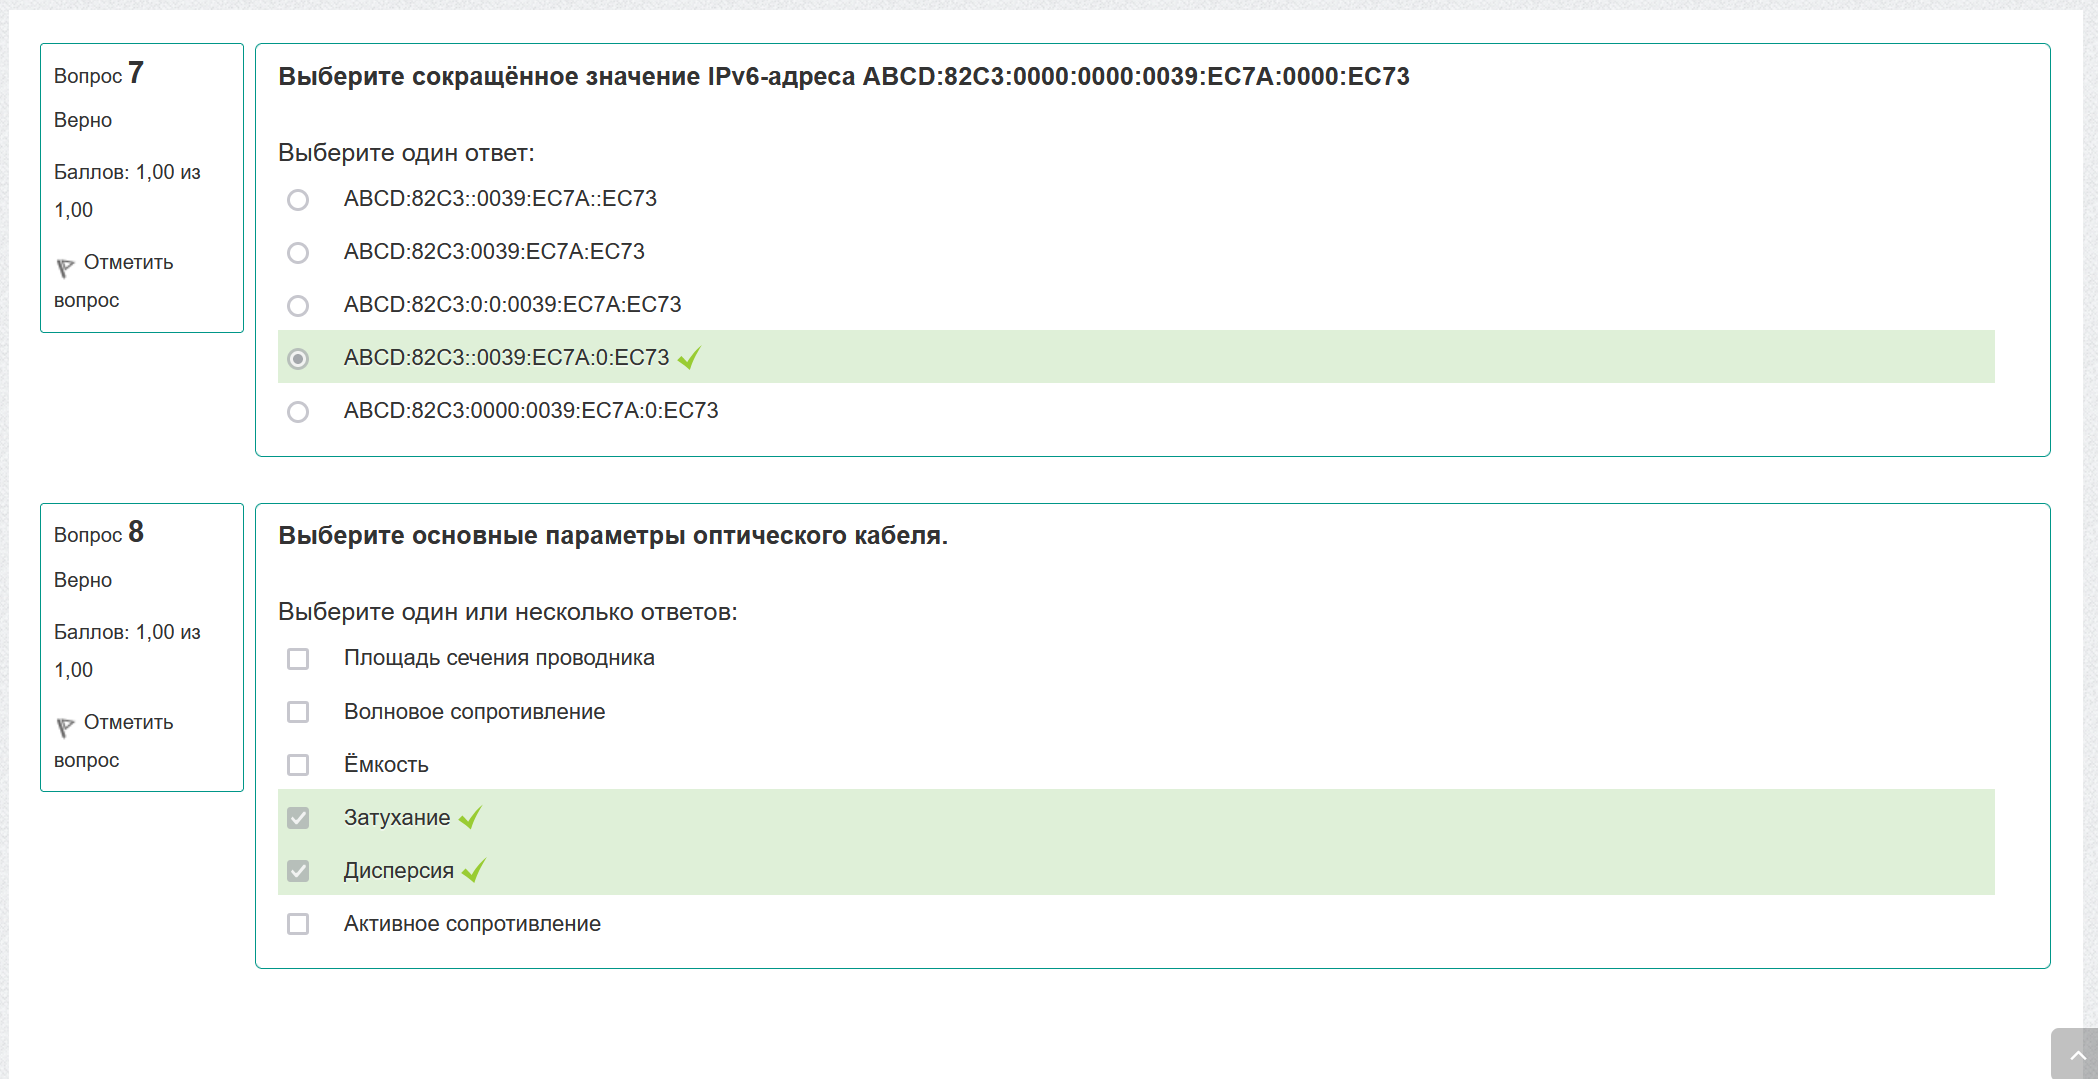 Вопрос 7
Верно
Баллов: 1,00 из
1,00
Отметить
вопрос
Выберите сокращённое значение IPv6-адреса ABCD:82C3:0000:0000:0039:EC7A:0000:EC73
Выберите один ответ:
ABCD:82C3::0039:EC7A::EC73
ABCD:82C3:0039:EC7A:EC73
ABCD:82C3:0:0:0039:EC7A:EC73
ABCD:82C3::0039:EC7A:0:EC73
ABCD:82C3:0000:0039:EC7A:0:EC73
Вопрос 8
Верно
Баллов: 1,00 из
1,00
Отметить
вопрос
Выберите основные параметры оптического кабеля.
Выберите один или несколько ответов:
Площадь сечения проводника
Волновое сопротивление
Ёмкость
Затухание
Дисперсия
Активное сопротивление